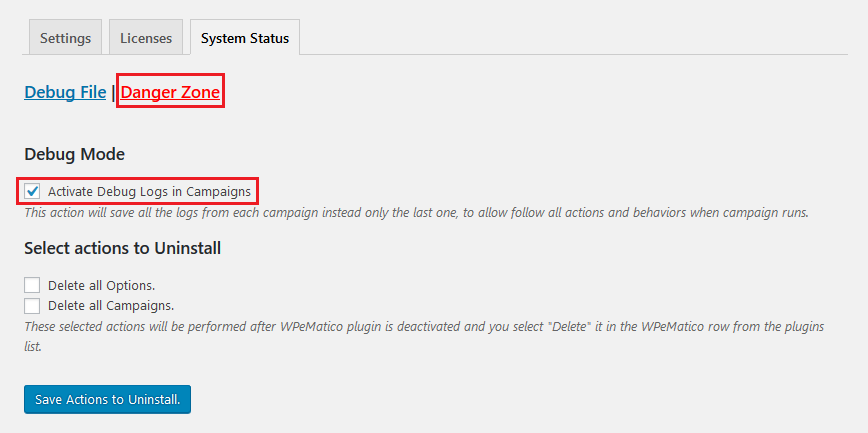 Settings
Licenses
System Status
Debug File | Danger Zone
Debug Mode
Activate Debug Logs in Campaigns
This action will save all the logs from each campaign instead only the last one, to allow follow all actions and behaviors when campaign runs.
Select actions to Uninstall
Delete all Options.
Delete all Campaigns.
These selected actions will be performed after WPeMatico plugin is deactivated and you select "Delete" it in the WPeMatico row from the plugins
list.
Save Actions to Uninstall.